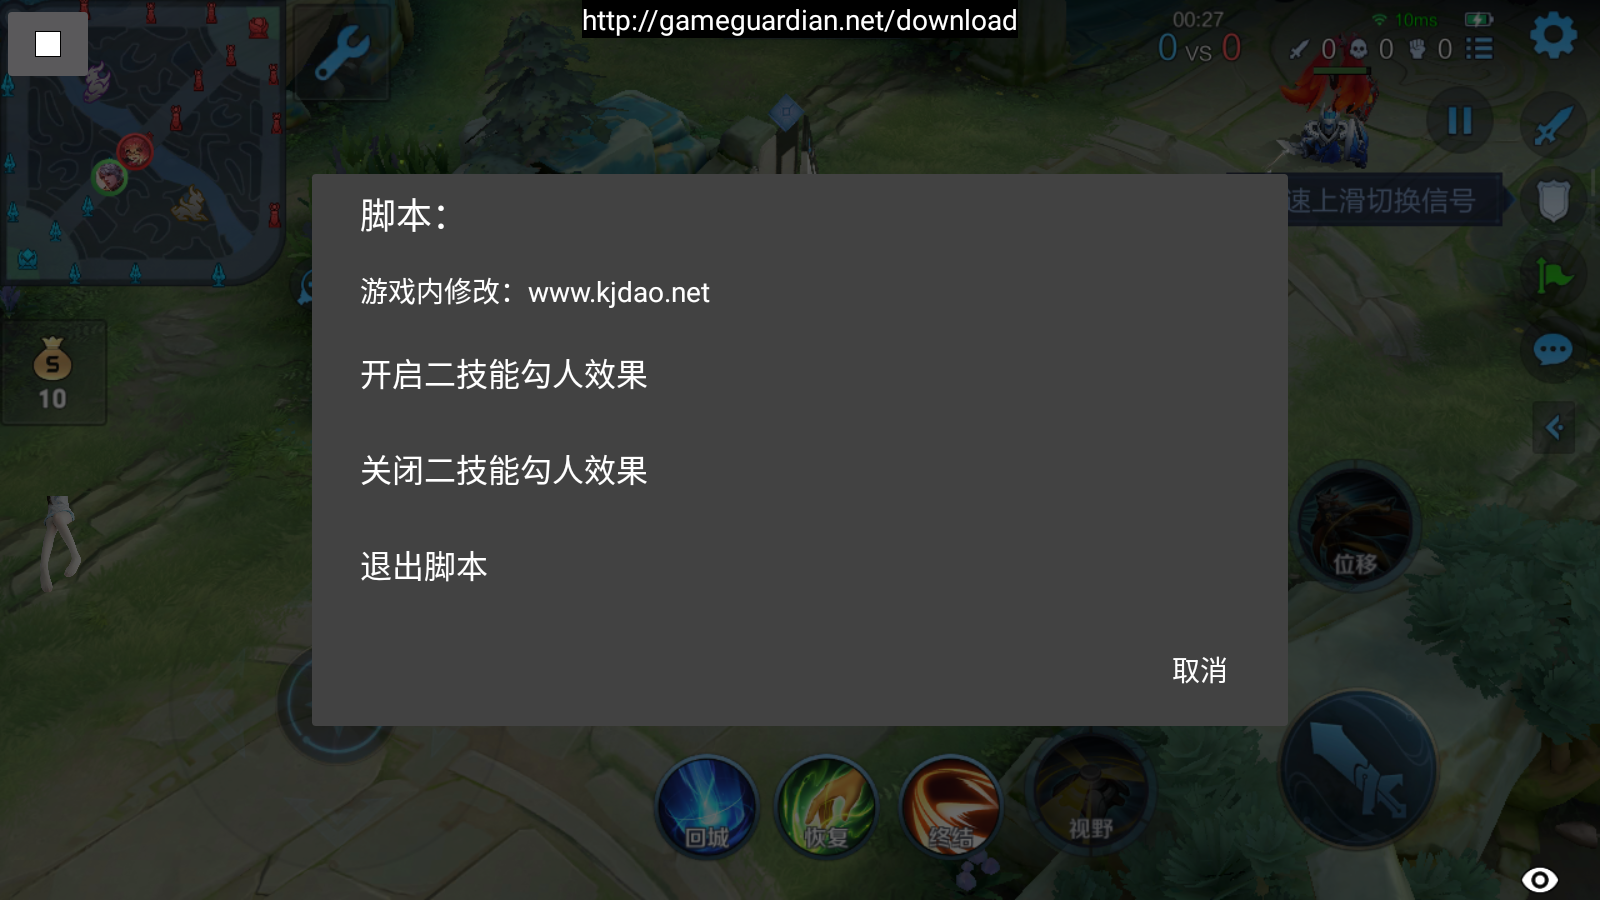 http://gameguardian.net/download
00:27
10ms
0 vs 0
0
0
0
速上滑切换信号
脚本：
游戏内修改：www.kjdao.net
开启二技能勾人效果
关闭二技能勾人效果
退出脚本
取消
S
10
位移
回城
恢复
终结
视野